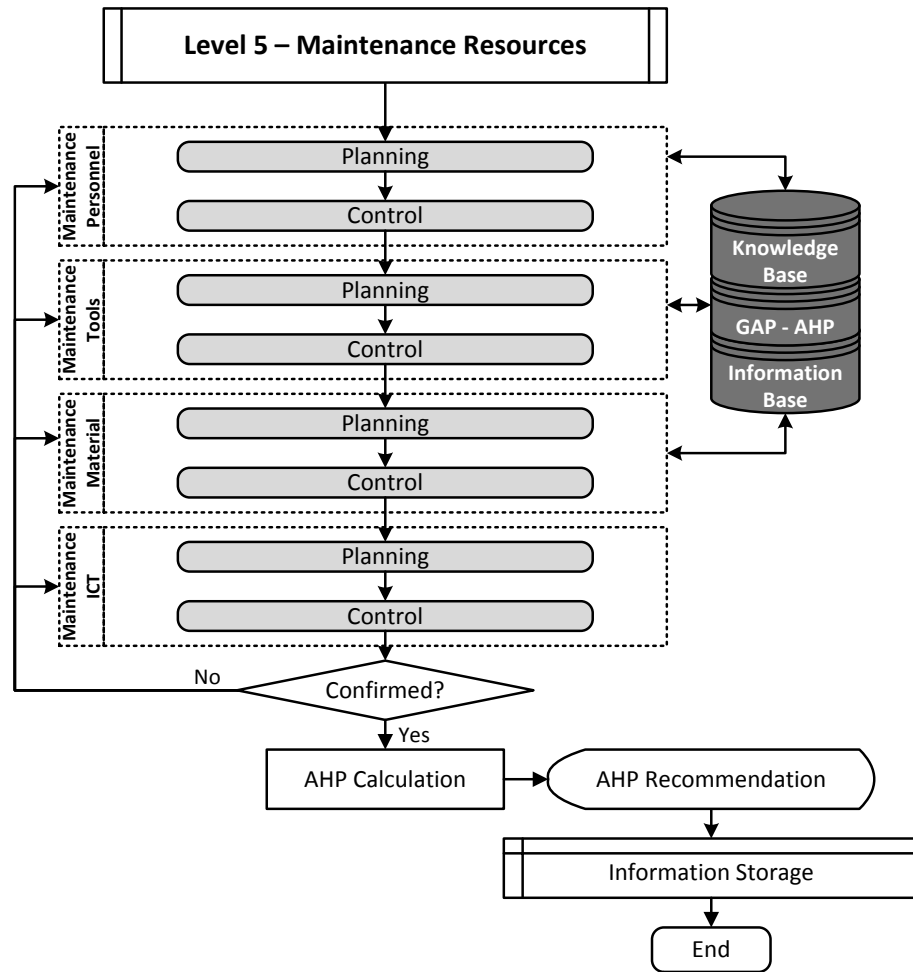 Level 5 – Maintenance Resources
Maintenance
Personnel
Planning
Control
Maintenance
Tools
Planning
Control
Maintenance
Material
Planning
Control
Maintenance
ICT
Planning
Control
Knowledge
Base
GAP - AHP
Information
Base
No
Confirmed?
Yes
AHP Calculation
AHP Recommendation
Information Storage
End